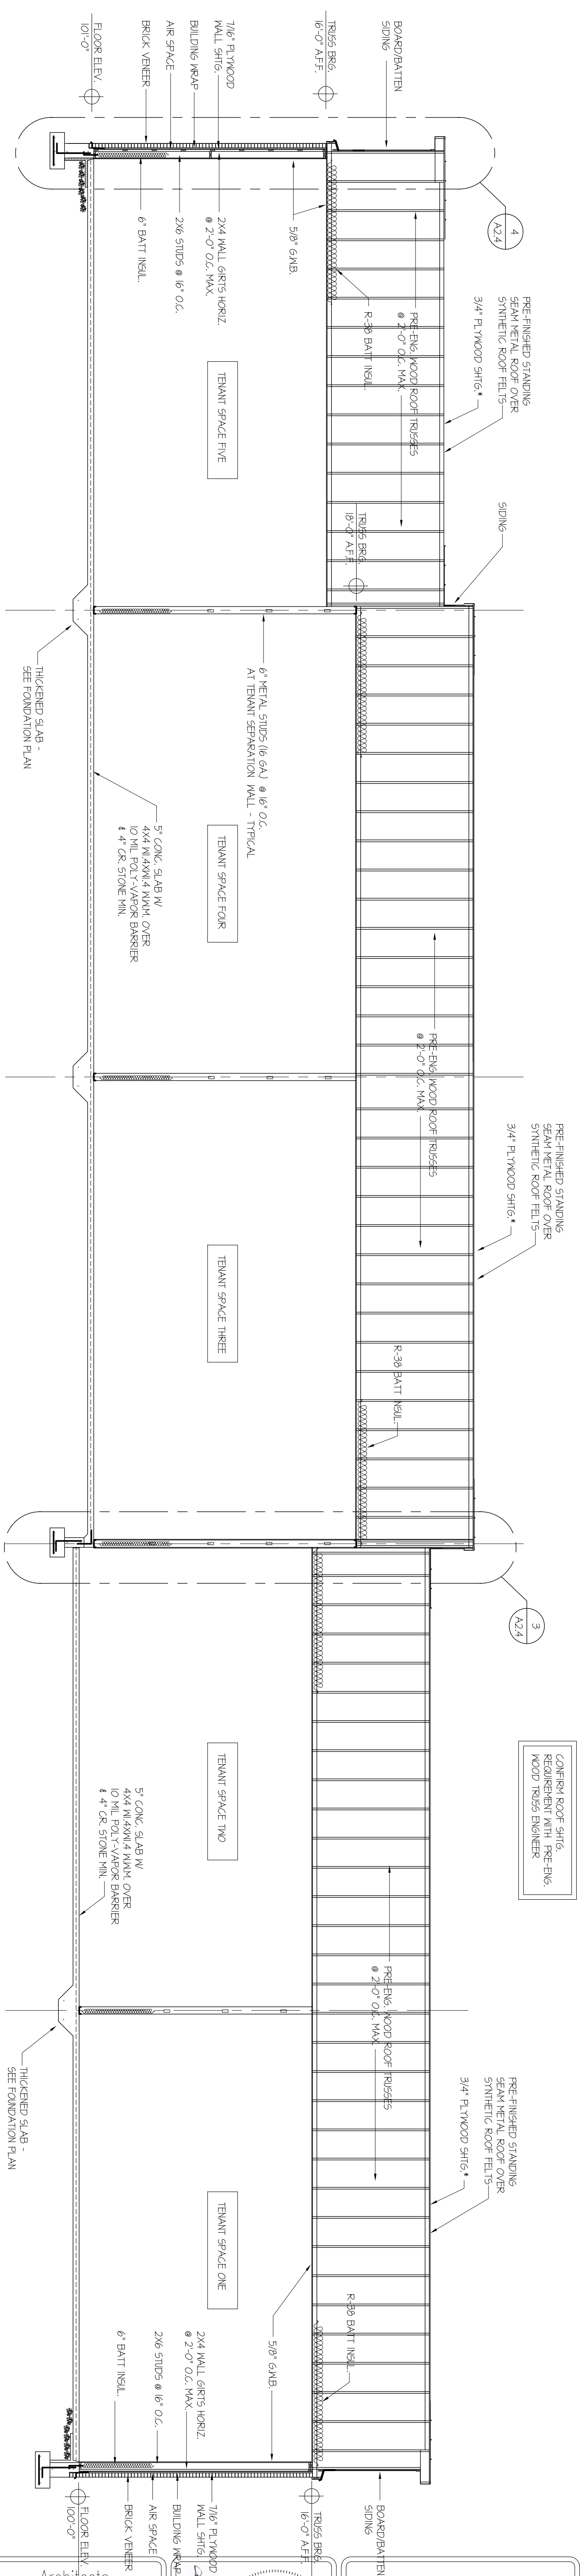 BOARD/BATTEN
SIDING
TRUSS BRG.
16'-0" A.F.F.
7/16" PLYWOOD
WALL SHTG.
BUILDING WRAP
AIR SPACE
BRICK VENEER
FLOOR ELEV.
101'-0"
4
A2.4
5/8" G.W.B.
2X4 WALL GIRTS HORIZ.
@ 2'-0" O.C. MAX.
2X6 STUDS @ 16" O.C.
6" BATT INSUL.
PRE-FINISHED STANDING
SEAM METAL ROOF OVER
SYNTHETIC ROOF FELTS
3/4" PLYWOOD SHTG.*
PRE-ENG. WOOD ROOF TRUSSES
@ 2'-0" O.C. MAX.
R-38 BATT INSUL.
TENANT SPACE FIVE
SIDING
TRUSS BRG.
18'-0" A.F.F.
6" METAL STUDS (16 GA.) @ 16" O.C.
AT TENANT SEPARATION WALL - TYPICAL
THICKENED SLAB -
SEE FOUNDATION PLAN
TENANT SPACE FOUR
5" CONC. SLAB W/
4X4 W1.4XW1.4 W.W.M. OVER
10 MIL POLY-VAPOR BARRIER
& 4" CR. STONE MIN.
PRE-ENG. WOOD ROOF TRUSSES
@ 2'-0" O.C. MAX.
PRE-FINISHED STANDING
SEAM METAL ROOF OVER
SYNTHETIC ROOF FELTS
3/4" PLYWOOD SHTG.*
TENANT SPACE THREE
R-38 BATT INSUL.
3
A2.4
CONFIRM ROOF SHTG.
REQUIREMENT WITH PRE-ENG.
WOOD TRUSS ENGINEER
TENANT SPACE TWO
5" CONC. SLAB W/
4X4 W1.4XW1.4 W.W.M. OVER
10 MIL POLY-VAPOR BARRIER
& 4" CR. STONE MIN.
PRE-ENG. WOOD ROOF TRUSSES
@ 2'-0" O.C. MAX.
THICKENED SLAB -
SEE FOUNDATION PLAN
PRE-FINISHED STANDING
SEAM METAL ROOF OVER
SYNTHETIC ROOF FELTS
3/4" PLYWOOD SHTG.*
TENANT SPACE ONE
R-38 BATT INSUL.
5/8" G.W.B.
2X4 WALL GIRTS HORIZ.
@ 2'-0" O.C. MAX.
2X6 STUDS @ 16" O.C.
6" BATT INSUL.
BOARD/BATTEN
SIDING
TRUSS BRG.
16'-0" A.F.F.
7/16" PLYWOOD
WALL SHTG.
BUILDING WRAP
AIR SPACE
BRICK VENEER
FLOOR ELEV.
100'-0"